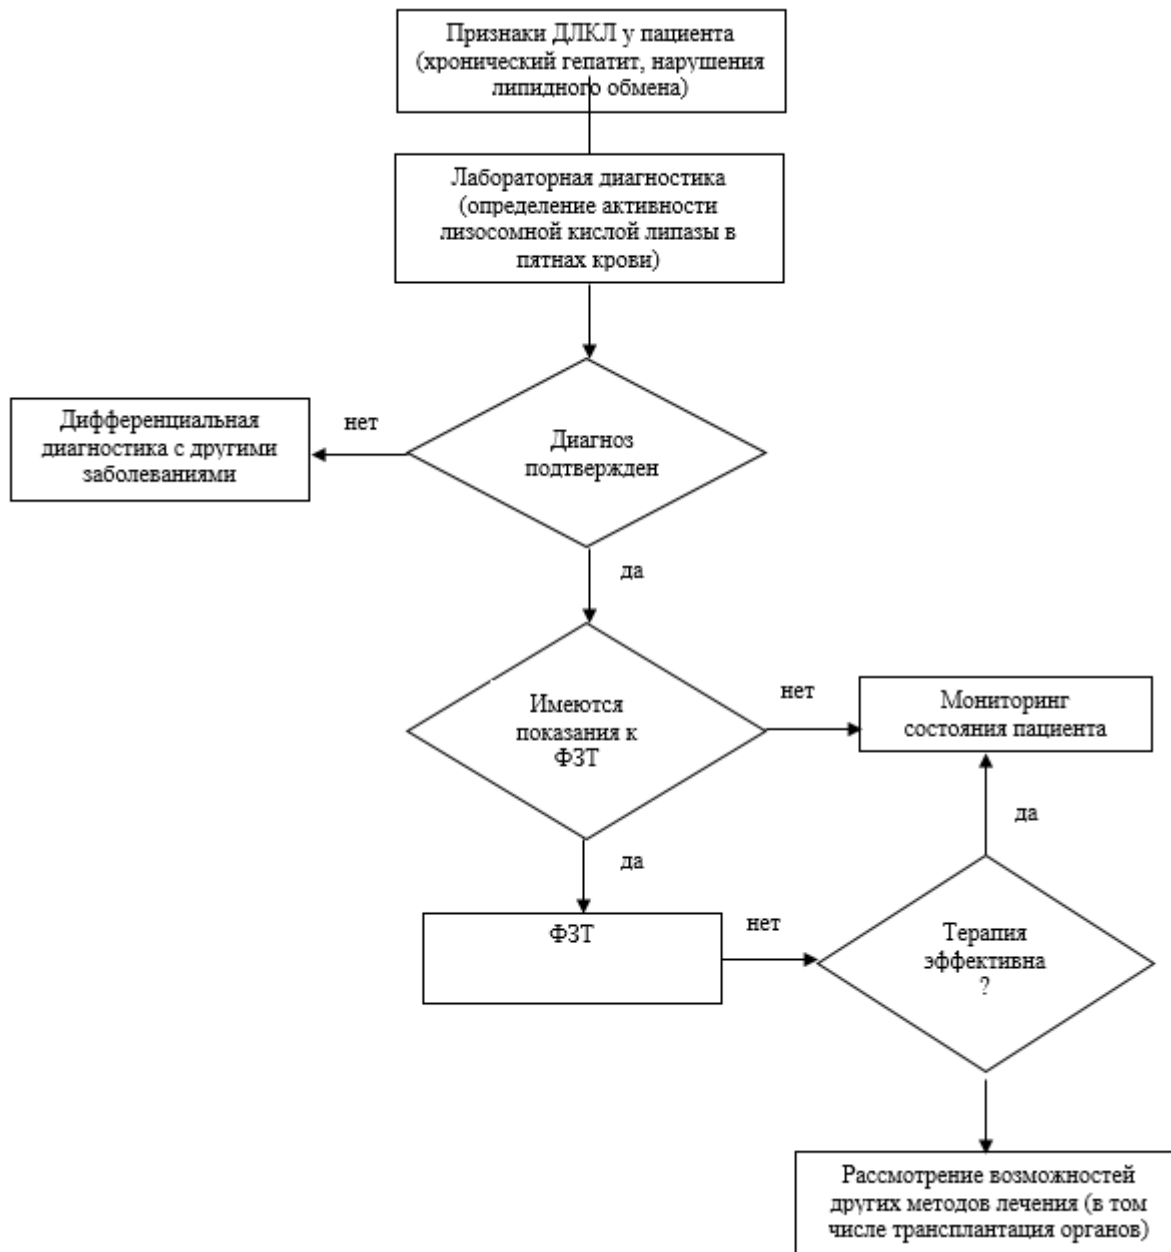 Признаки ДЛКЛ у пациента
(хронический гепатит, нарушения
липидного обмена)
Лабораторная диагностика
(определение активности
лизосомной кислой липазы в
пятнах крови)
Дифференциальная
диагностика с другими
заболеваниями
нет
Диагноз
подтвержден
да
Имеются
показания к
ФЗТ
нет
Мониторинг
состояния пациента
да
да
ФЗТ
нет
Терапия
эффективна
?
Рассмотрение возможностей
других методов лечения (в том
числе трансплантация органов)